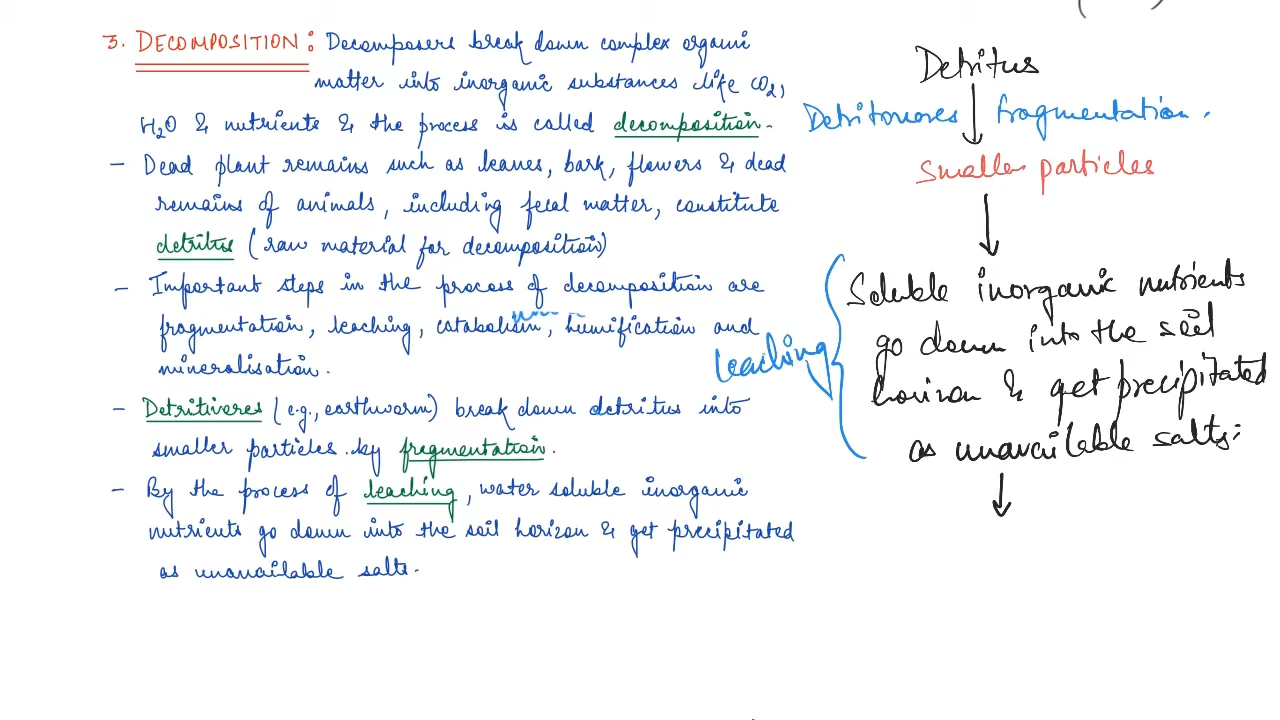 3. DECOMPOSITION: Decomposers break down complex organic
matter into inorganic substances life CO2,
H2O & nutrients & the process is called decomposition.
- Dead plant remains such as leaves, bark, flowers & dead
remains of animals, including fecal matter, constitute
detritus (raw material for decomposition)
- Important steps in the process of decomposition are
fragmentation, leaching, catabolism, humification and
mineralisation.
- Detritivores (e.g., earthworm) break down detritus into
smaller particles by fregmentation.
- By the process of leaching, water soluble inorganic
nutrients go down into the soil horizon & get precipitated
as unavailable salts.
Detritus
Detritovores fragmentation.
Smaller particles
leaching
Soluble inorganic nutrients
go down into the soil
horizon & get precipitated
as unavailable salts.